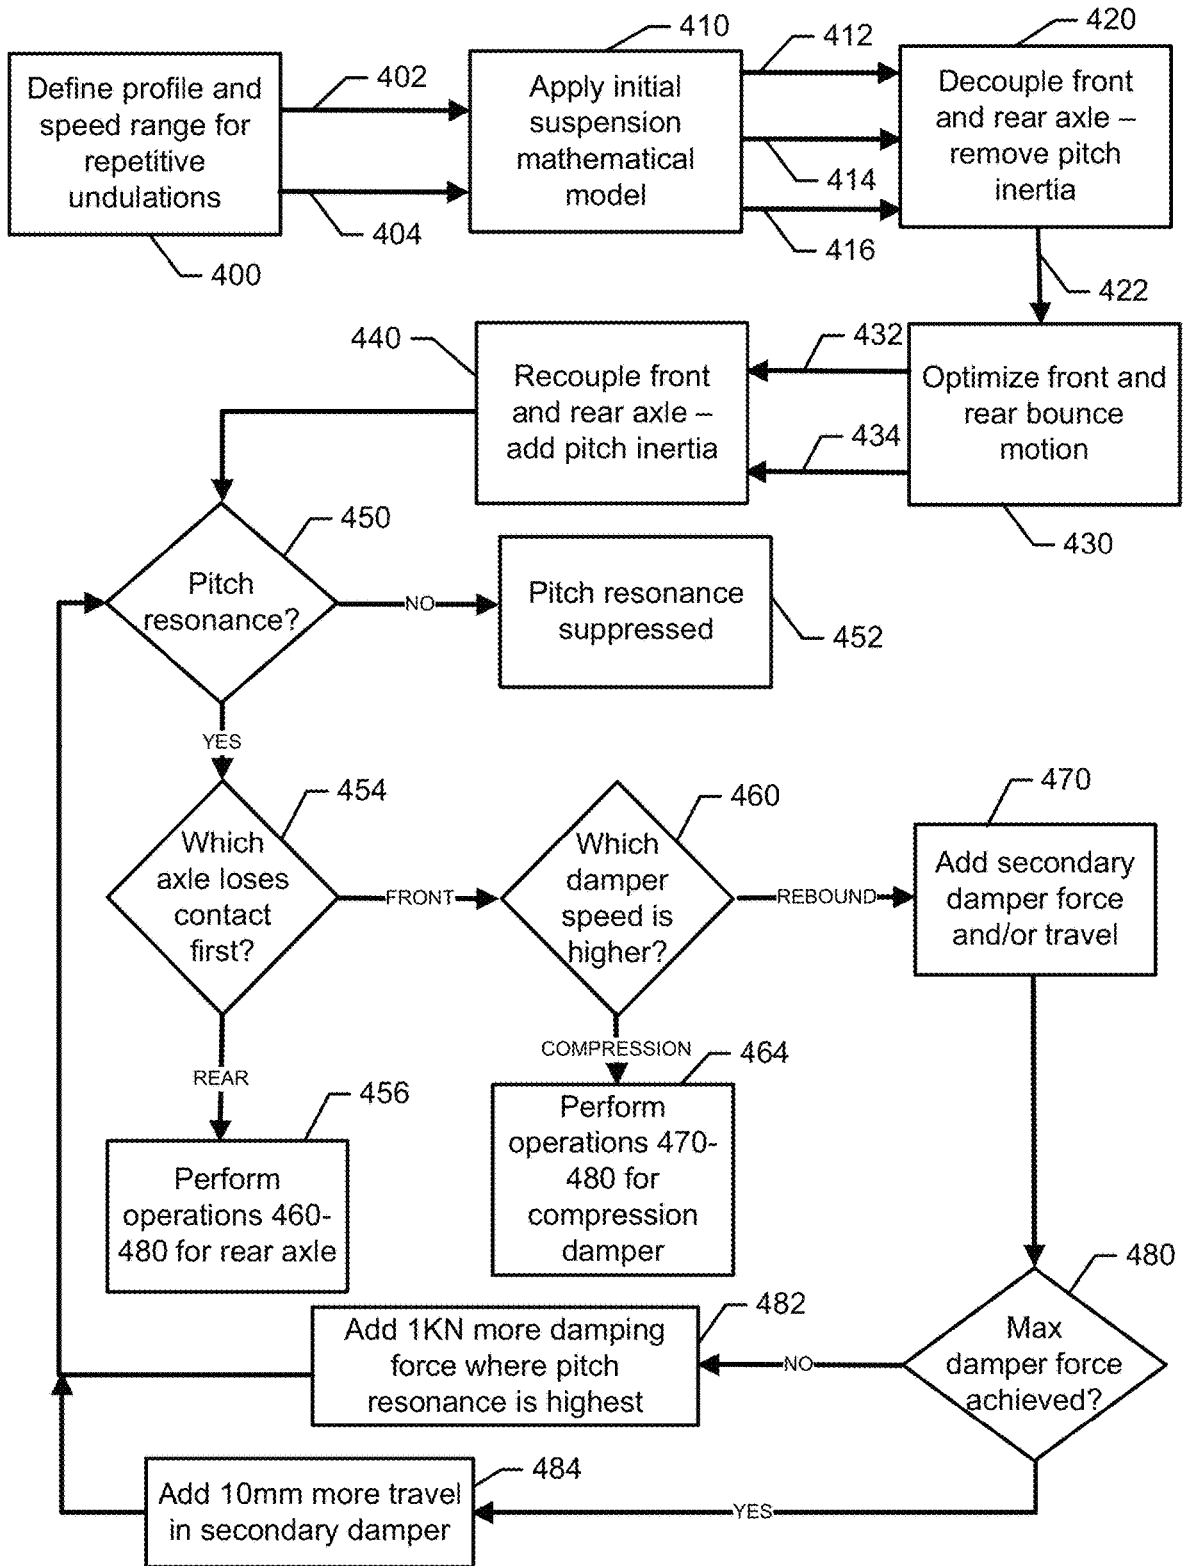 410
412
420
Define profile and
speed range for
repetitive
undulations
402
404
400
Apply initial
suspension
mathematical
model
414
416
Decouple front
and rear axle –
remove pitch
inertia
422
440
Recouple front
and rear axle –
add pitch inertia
432
434
Optimize front and
rear bounce
motion
430
450
Pitch
resonance?
NO
Pitch resonance
suppressed
452
YES
454
Which
axle loses
contact
first?
FRONT
460
Which
damper
speed is
higher?
REBOUND
470
Add secondary
damper force
and/or travel
REAR
456
Perform
operations 460-
480 for rear axle
COMPRESSION
464
Perform
operations 470-
480 for
compression
damper
480
Max
damper force
achieved?
NO
482
Add 1KN more damping
force where pitch
resonance is highest
YES
484
Add 10mm more travel
in secondary damper